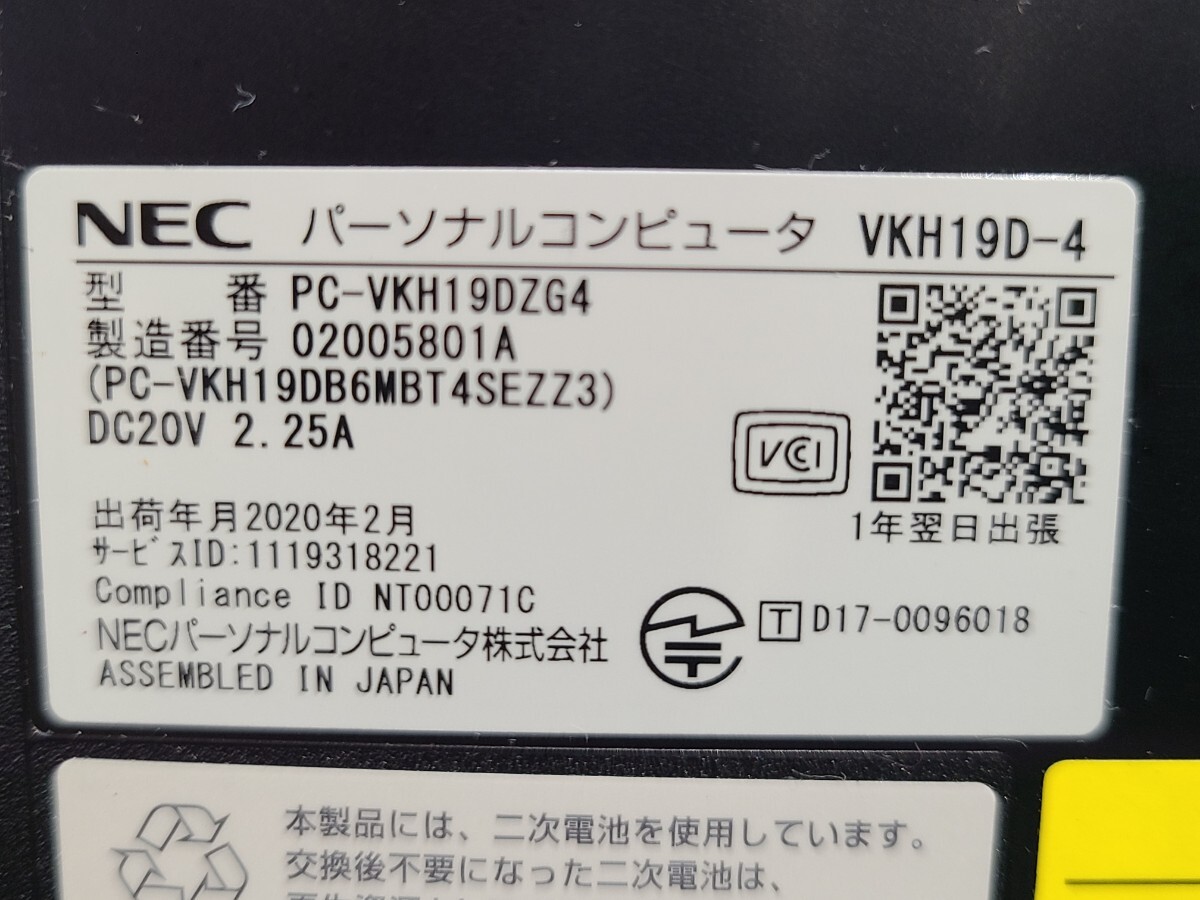 NEC パーソナルコンピュータ VKH19D-4
型 番 PC-VKH19DZG4
製造番号 02005801A
(PC-VKH19DB6MBT4SEZZ3)
DC20V 2.25A
VCCI
1年翌日出張
出荷年月2020年2月
サービスID:1119318221
Compliance ID NT00071C
NECパーソナルコンピュータ株式会社
T D17-0096018
ASSEMBLED IN JAPAN
本製品には、二次電池を使用しています。
交換後不要になった二次電池は、